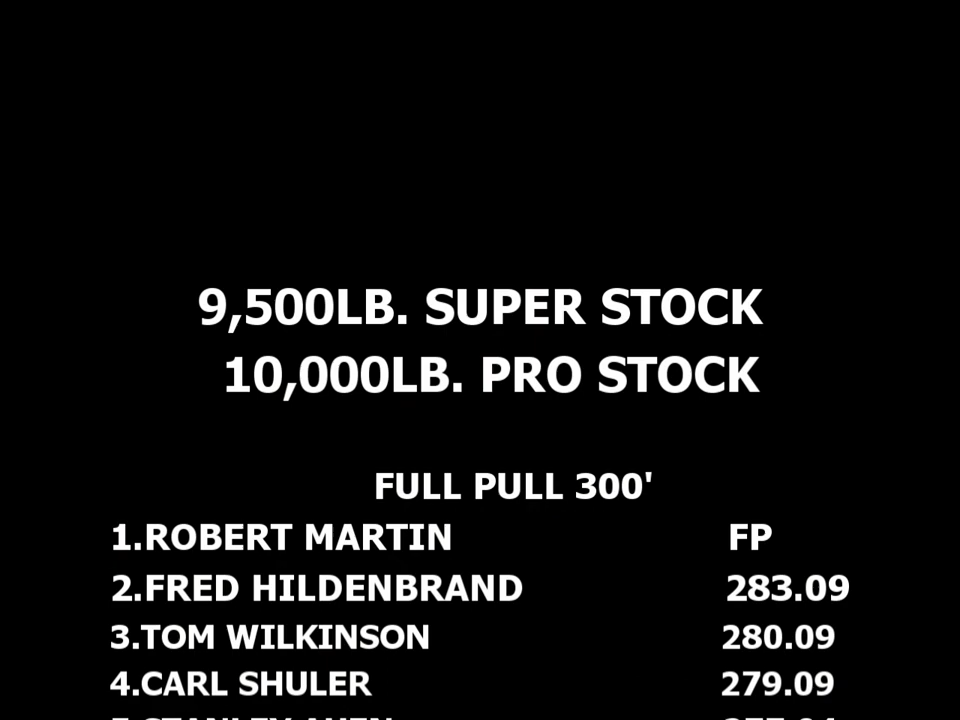 9,500LB. SUPER STOCK
10,000LB. PRO STOCK
FULL PULL 300'
1.ROBERT MARTIN FP
2.FRED HILDENBRAND 283.09
3.TOM WILKINSON 280.09
4.CARL SHULER 279.09